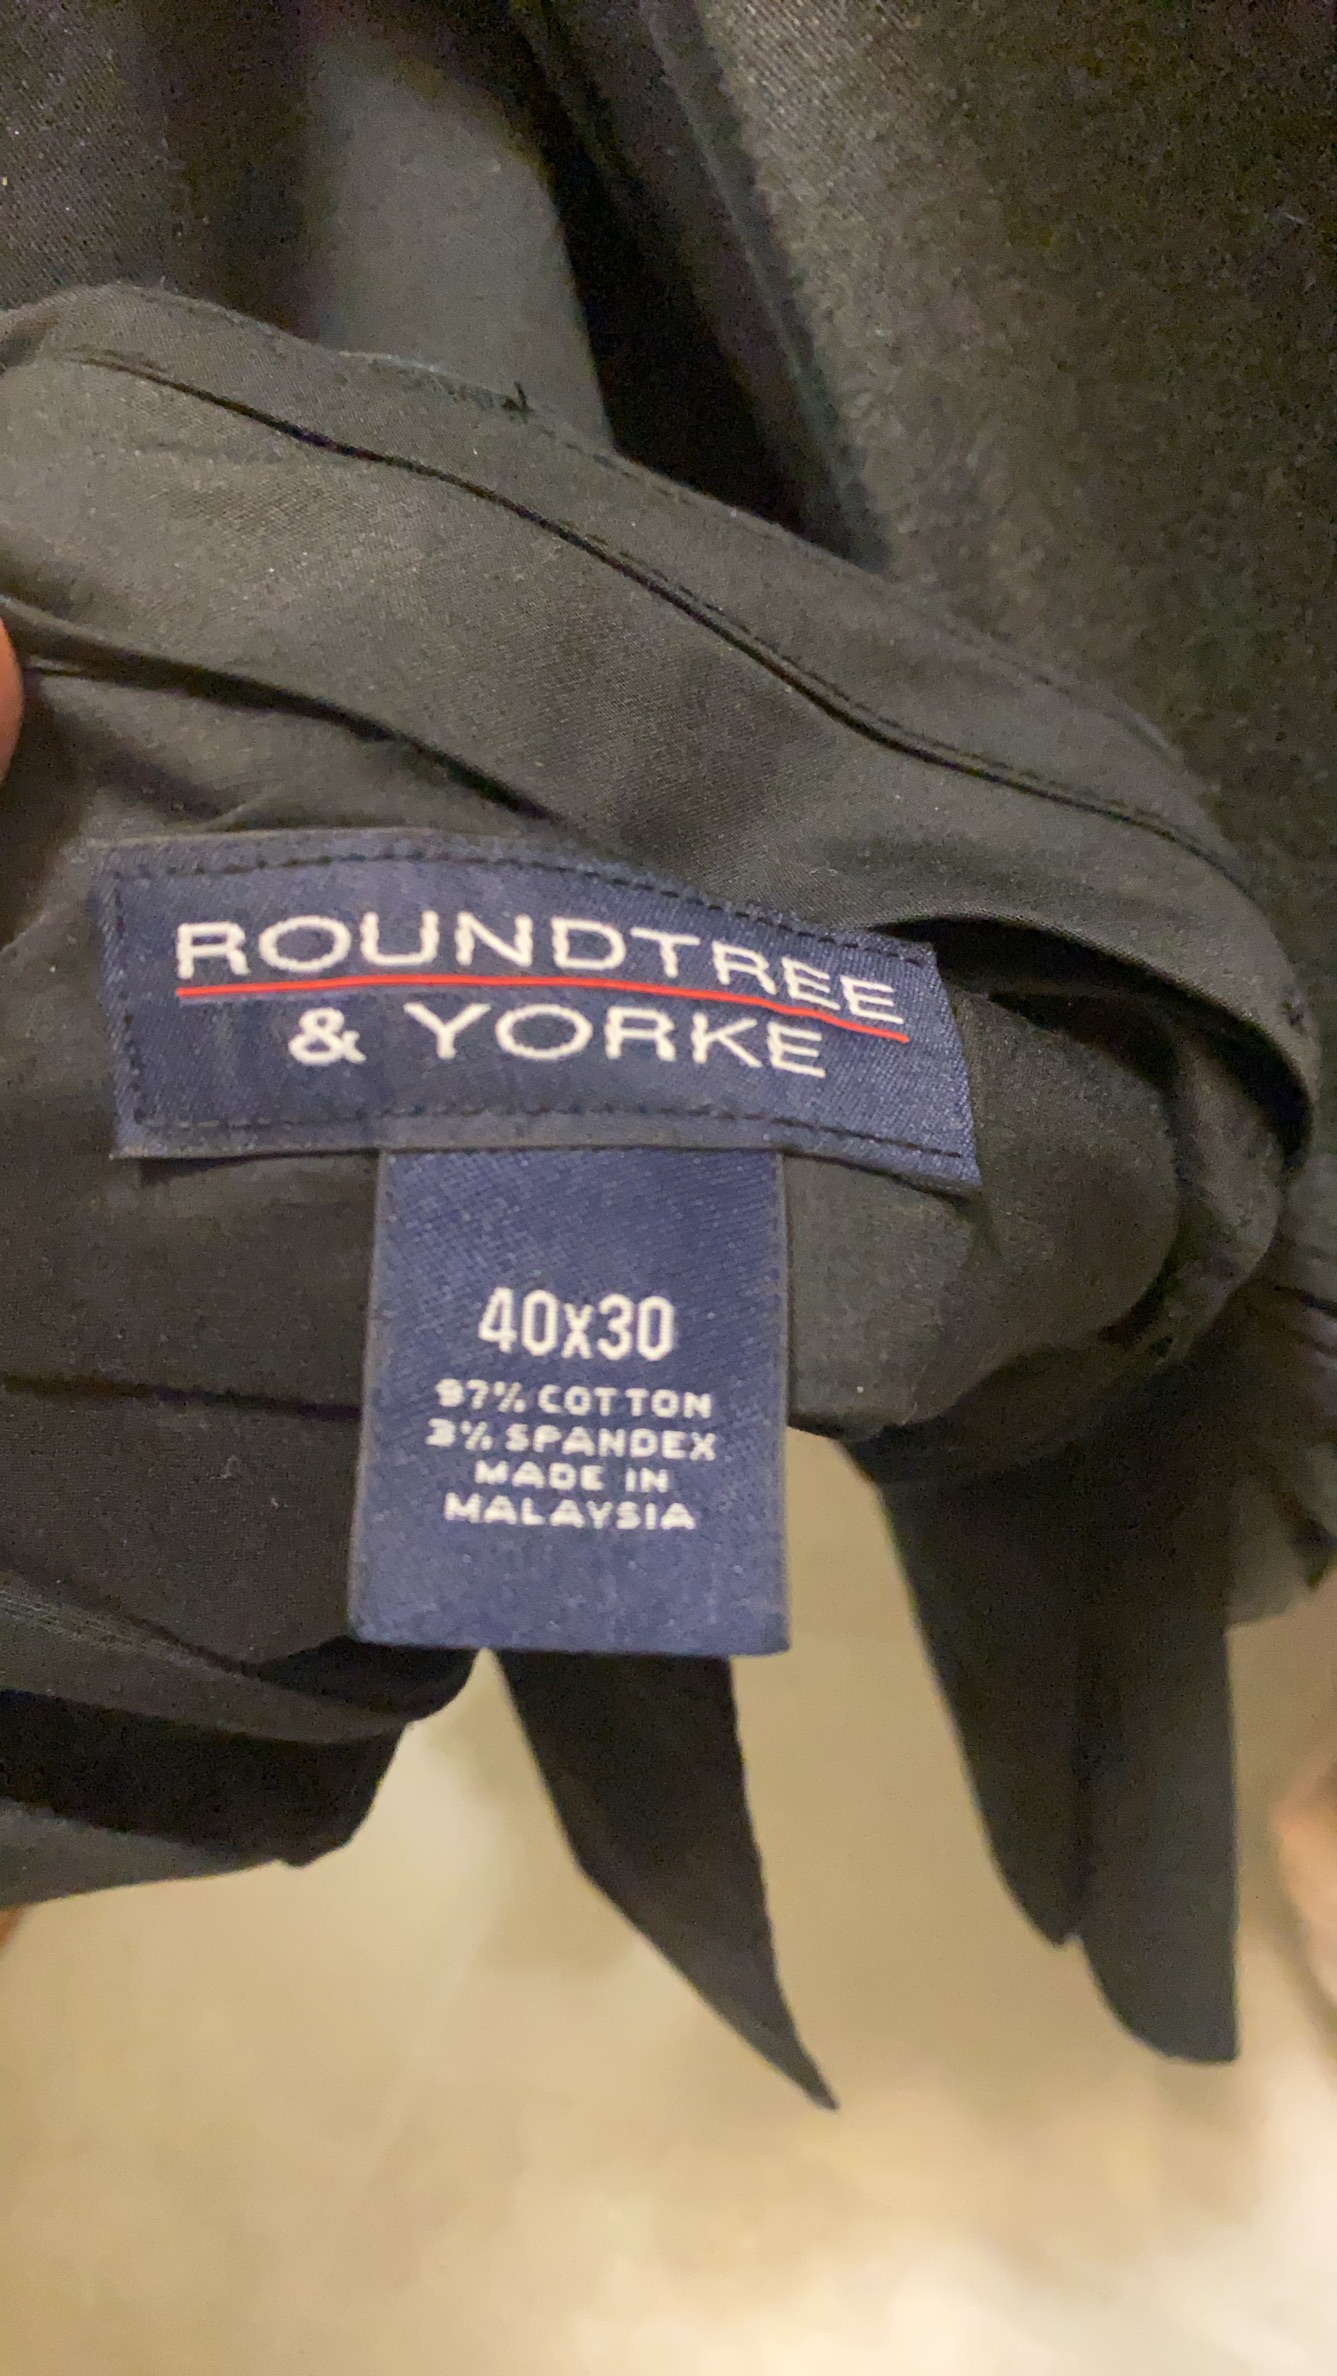 ROUNDTREE
& YORKE
40x30
97% COTTON
3% SPANDEX
MADE IN
MALAYSIA